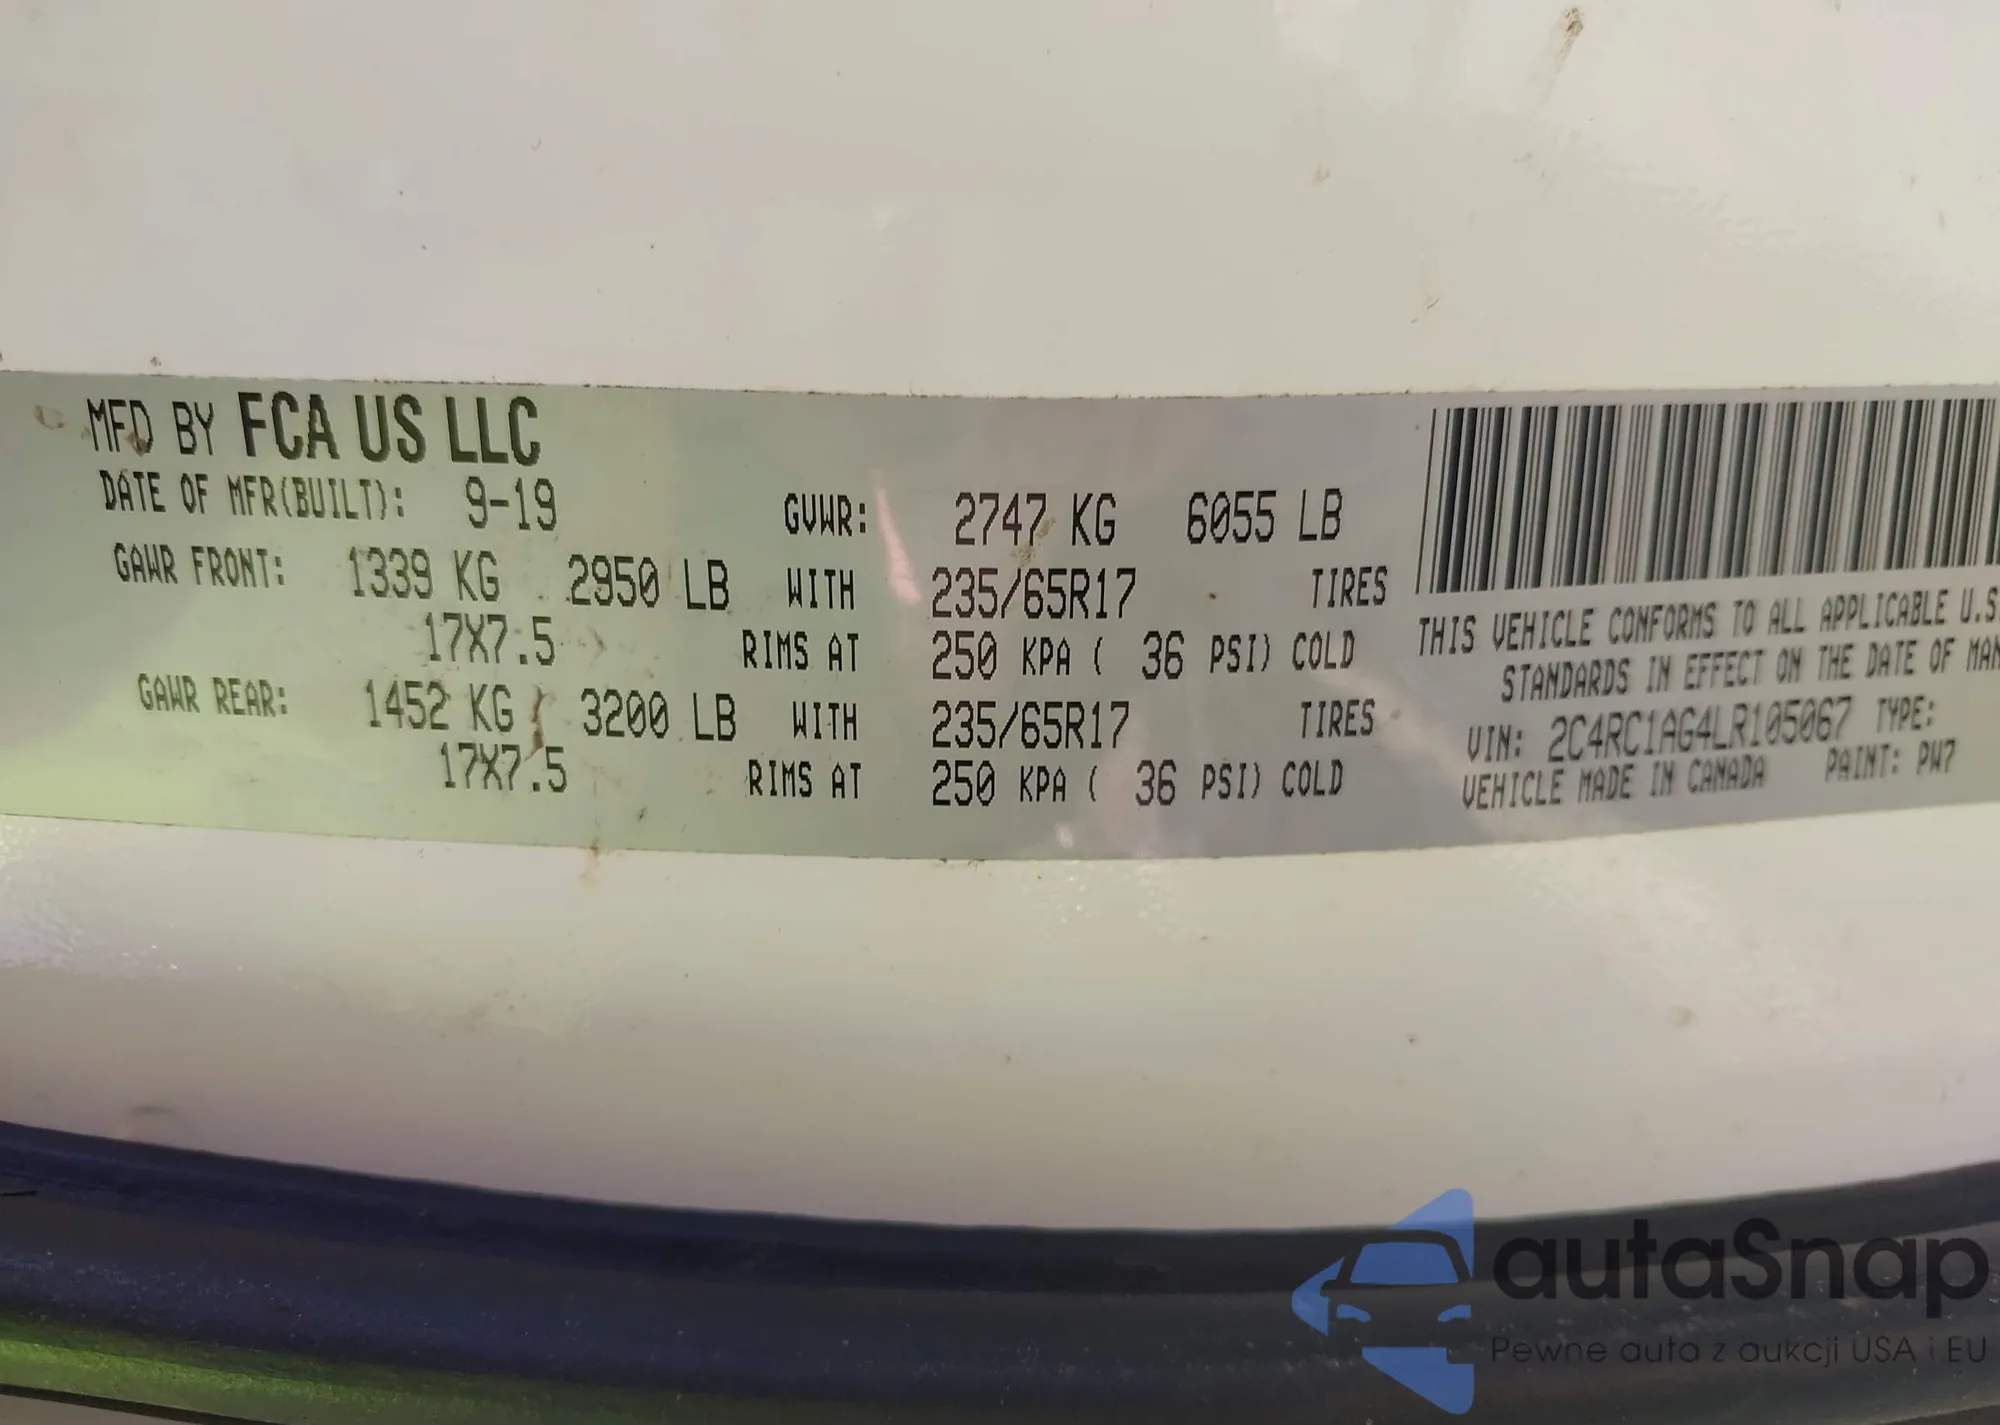 MFD BY FCA US LLC
DATE OF MFR(BUILT): 9-19 GVWR: 2747 KG 6055 LB
GAWR FRONT: 1339 KG 2950 LB WITH 235/65R17 TIRES
17X7.5 RIMS AT 250 KPA ( 36 PSI) COLD
GAWR REAR: 1452 KG 3200 LB WITH 235/65R17 TIRES
17X7.5 RIMS AT 250 KPA ( 36 PSI) COLD
THIS VEHICLE CONFORMS TO ALL APPLICABLE U.S
STANDARDS IN EFFECT ON THE DATE OF MAN
VIN: 2C4RC1AG4LR105067 TYPE:
VEHICLE MADE IN CANADA PAINT: PW7
autaSnap
Pewne auta z aukcji USA i EU